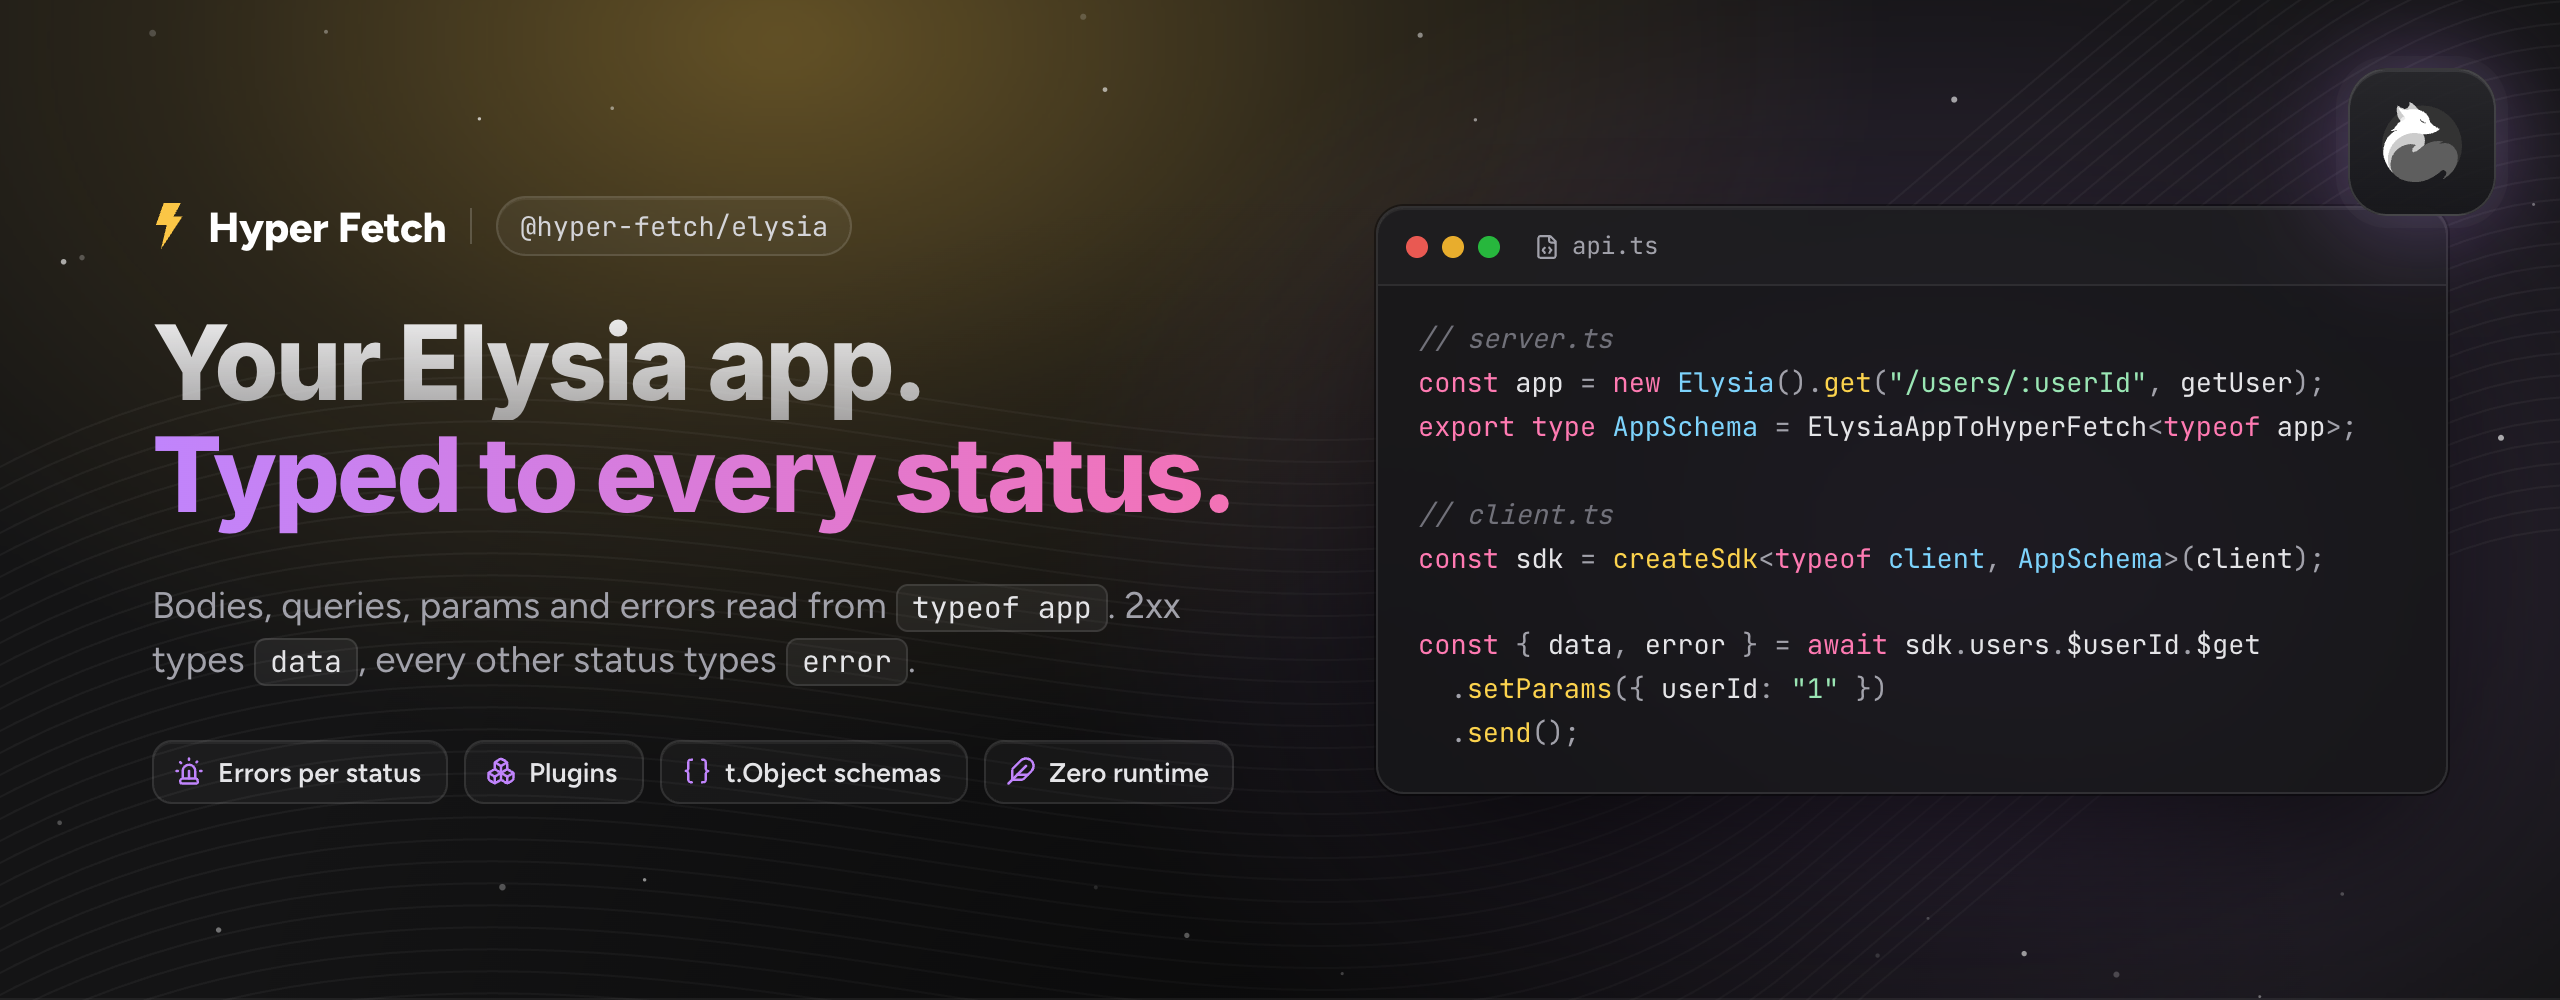 Hyper Fetch
@hyper-fetch/elysia
Your Elysia app.
Typed to every status.
Bodies, queries, params and errors read from typeof app. 2xx
types data, every other status types error.
Errors per status
Plugins
t.Object schemas
Zero runtime
api.ts
// server.ts
const app = new Elysia().get("/users/:userId", getUser);
export type AppSchema = ElysiaAppToHyperFetch<typeof app>;
// client.ts
const sdk = createSdk<typeof client, AppSchema>(client);
const { data, error } = await sdk.users.$userId.$get
.setParams({ userId: "1" })
.send();